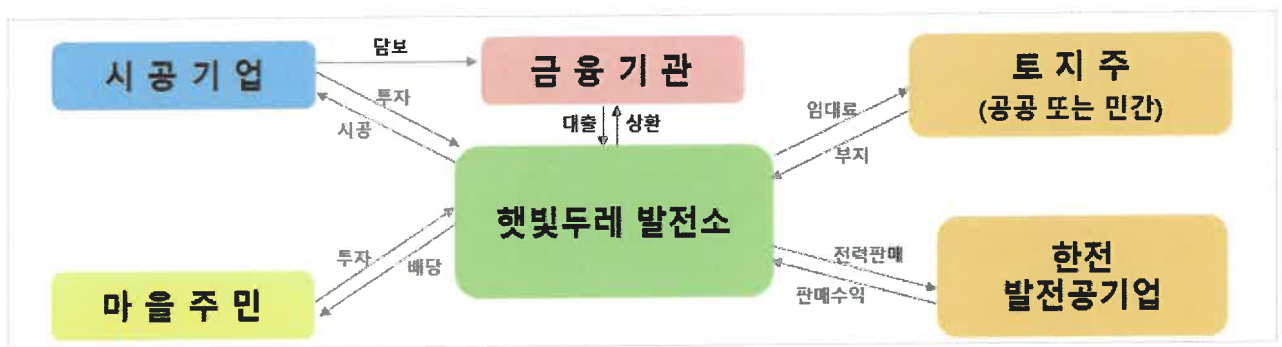 시공기업
담보
금융기관
토지주
(공공 또는 민간)
투자
시공
대출
상환
임대료
부지
햇빛두레 발전소
투자
배당
마을주민
전력판매
판매수익
한전
발전공기업